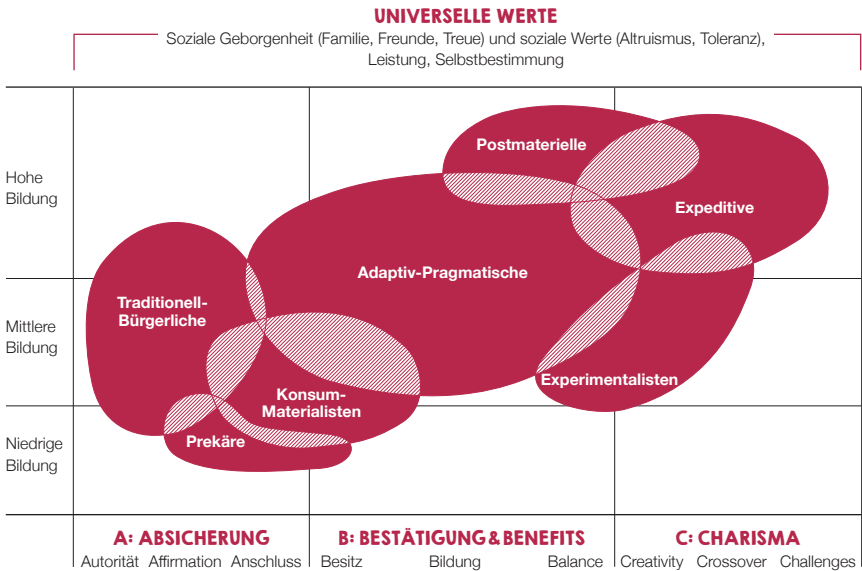 UNIVERSELLE WERTE
Soziale Geborgenheit (Familie, Freunde, Treue) und soziale Werte (Altruismus, Toleranz),
Leistung, Selbstbestimmung
Hohe
Bildung
Mittlere
Bildung
Niedrige
Bildung
Postmaterielle
Expeditive
Adaptiv-Pragmatische
Traditionell-
Bürgerliche
Experimentalisten
Konsum-
Materialisten
Prekäre
A: ABSICHERUNG
Autorität Affirmation Anschluss
B: BESTÄTIGUNG & BENEFITS
Besitz Bildung Balance
C: CHARISMA
Creativity Crossover Challenges